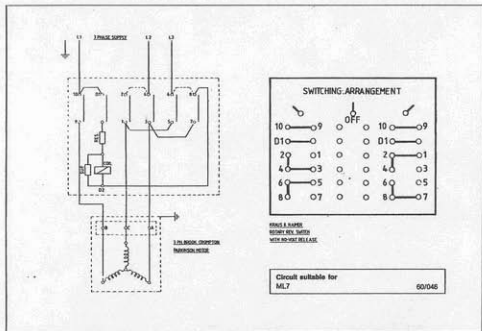 L1 3 PHASE SUPPLY L2 L3
SWITCHING ARRANGEMENT
OFF
10 9 10 9
D1 D1
2 1 2 1
4 3 4 3
6 5 6 5
8 7 8 7
KRAUS & NAIMER
ROTARY REV. SWITCH
WITH NO-VOLT RELEASE
3 PH. BROOK CROMPTON
PARKINSON MOTOR
Circuit suitable for
ML7 60/046